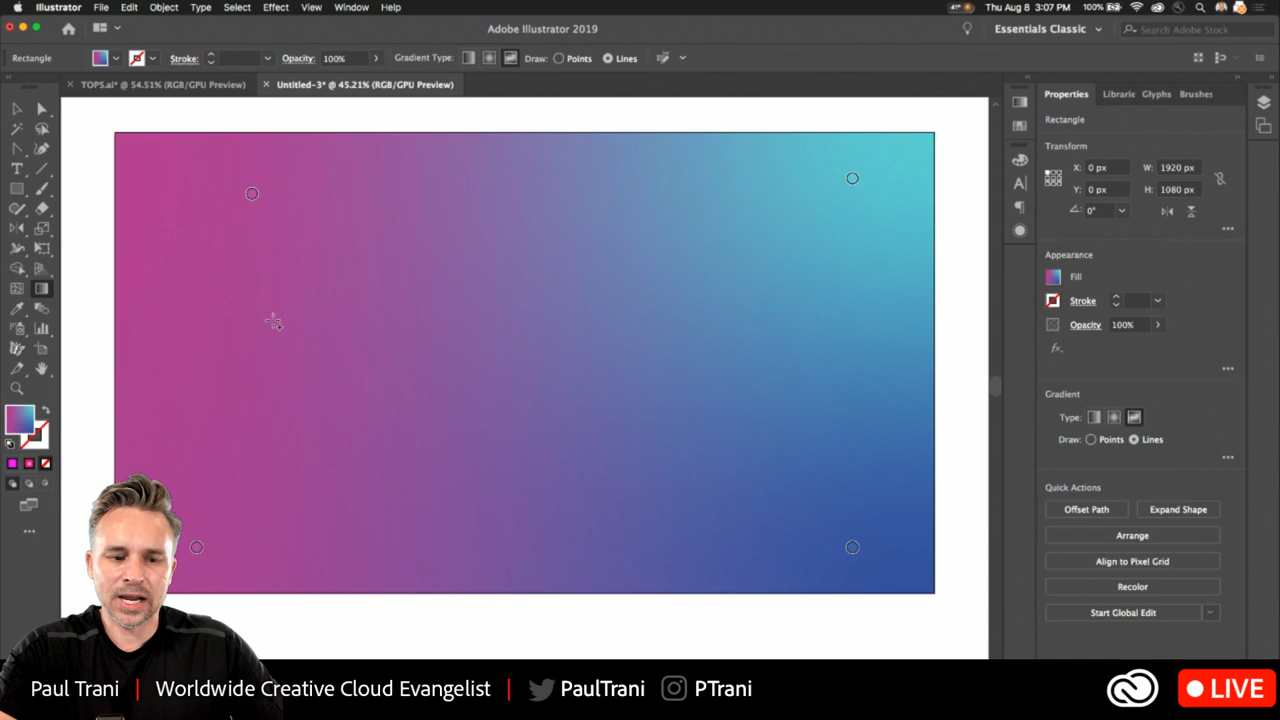 Illustrator File Edit Object Type Select Effect View Window Help
41° Thu Aug 8 3:07 PM 100%
Adobe Illustrator 2019
Essentials Classic
Search Adobe Stock
Rectangle Stroke: Opacity: 100% Gradient Type: Draw: Points Lines
× TOP5.ai* @ 54.51% (RGB/GPU Preview) × Untitled-3* @ 45.21% (RGB/GPU Preview)
Properties Librarie Glyphs Brushes
Rectangle
Transform
X: 0 px W: 1920 px
Y: 0 px H: 1080 px
0°
Appearance
Fill
Stroke
Opacity 100%
fx.
Gradient
Type:
Draw: Points Lines
Quick Actions
Offset Path Expand Shape
Arrange
Align to Pixel Grid
Recolor
Start Global Edit
Paul Trani | Worldwide Creative Cloud Evangelist | PaulTrani PTrani LIVE